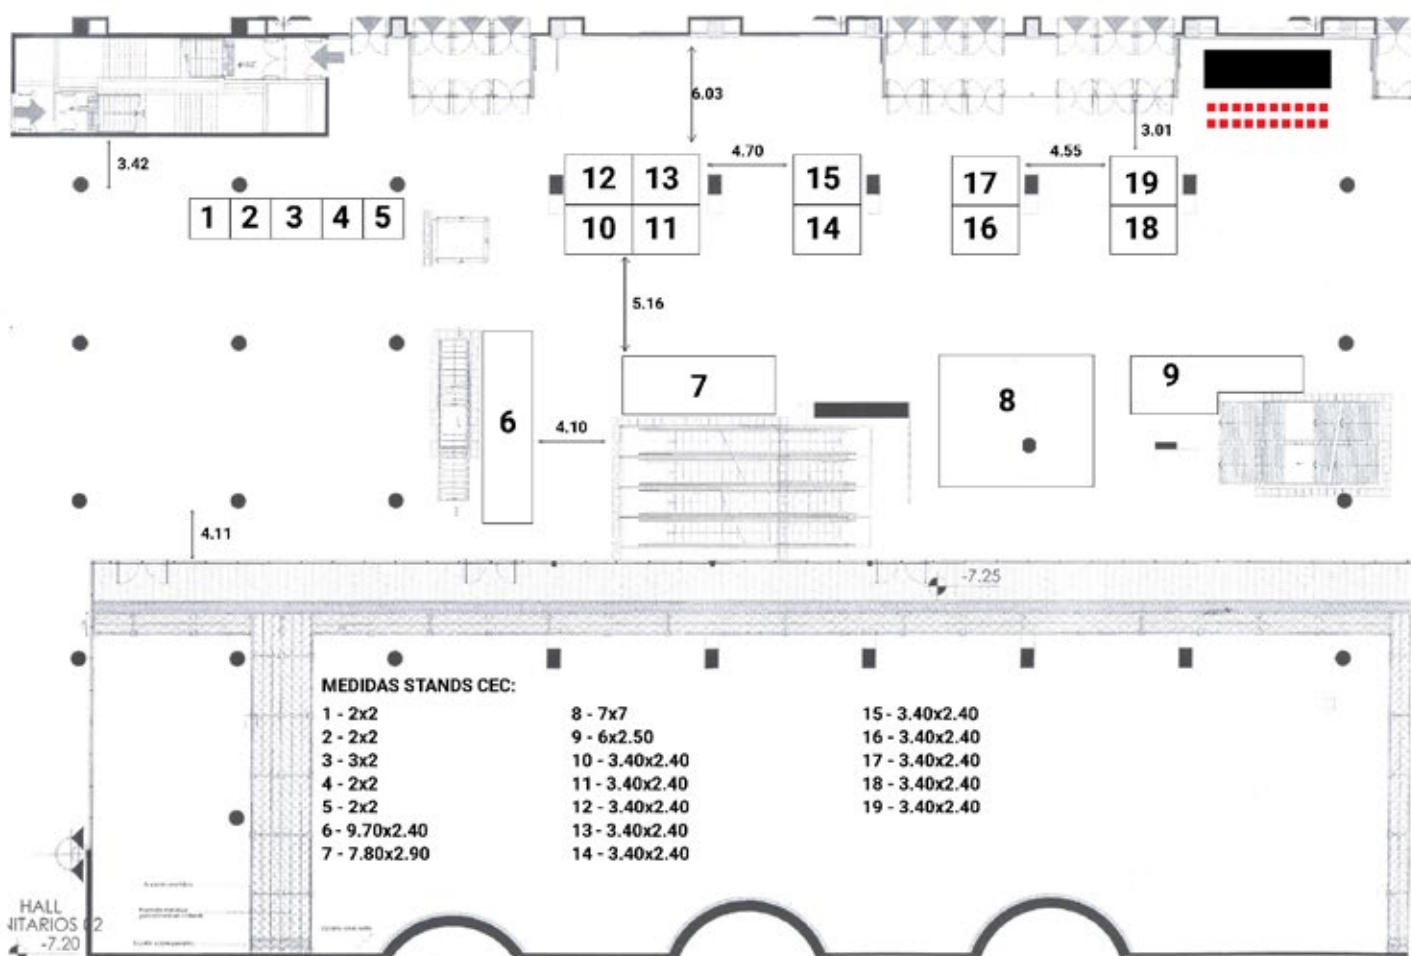 6.03
3.42
3.01
4.70
4.55
12 13
15
17
19
1 2 3 4 5
10 11
14
16
18
5.16
7
8
9
6
4.10
4.11
-7.25
MEDIDAS STANDS CEC:
1 - 2x2
2 - 2x2
3 - 3x2
4 - 2x2
5 - 2x2
6 - 9.70x2.40
7 - 7.80x2.90
8 - 7x7
9 - 6x2.50
10 - 3.40x2.40
11 - 3.40x2.40
12 - 3.40x2.40
13 - 3.40x2.40
14 - 3.40x2.40
15 - 3.40x2.40
16 - 3.40x2.40
17 - 3.40x2.40
18 - 3.40x2.40
19 - 3.40x2.40
HALL
-7.20